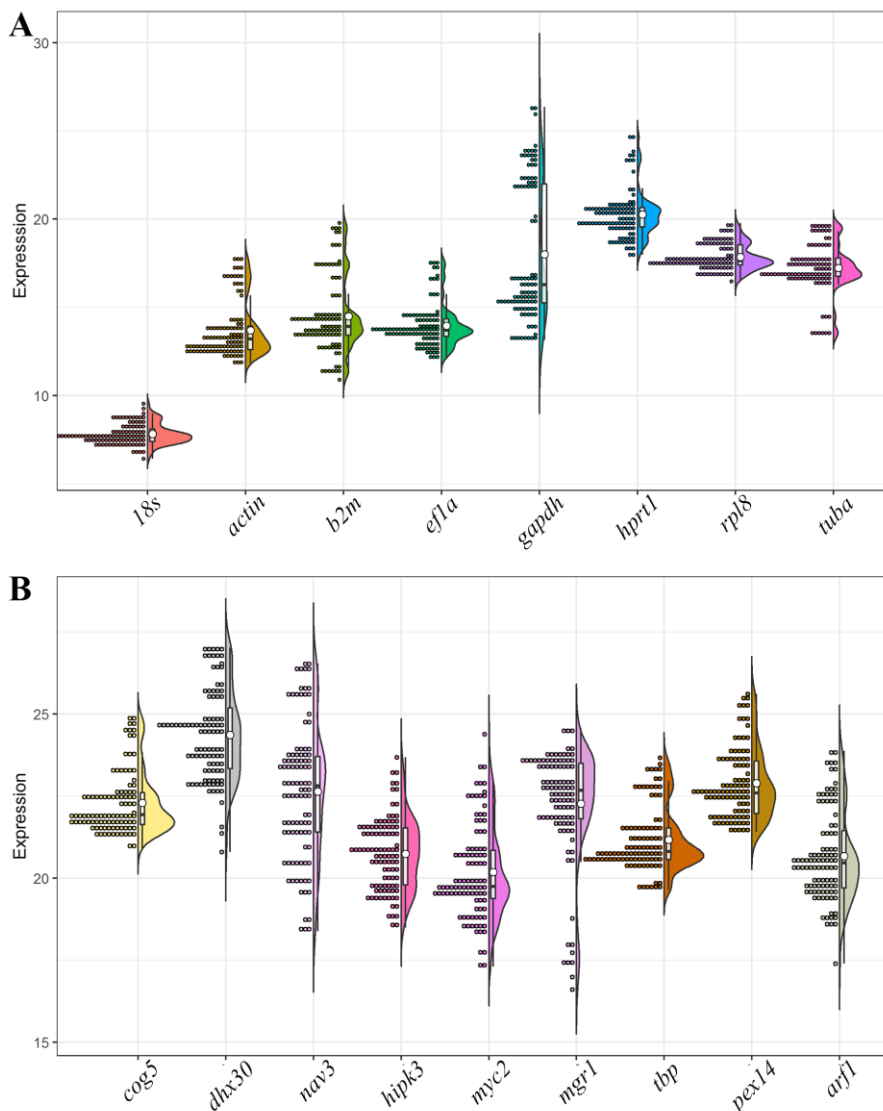 A
30
20
10
Expresssion
18s
actin
b2m
ef1a
gapdh
hprt1
rpl8
tuba
B
25
20
15
Expression
cog5
dhx30
nav3
hipk3
myc2
mgr1
tbp
pex14
arf1